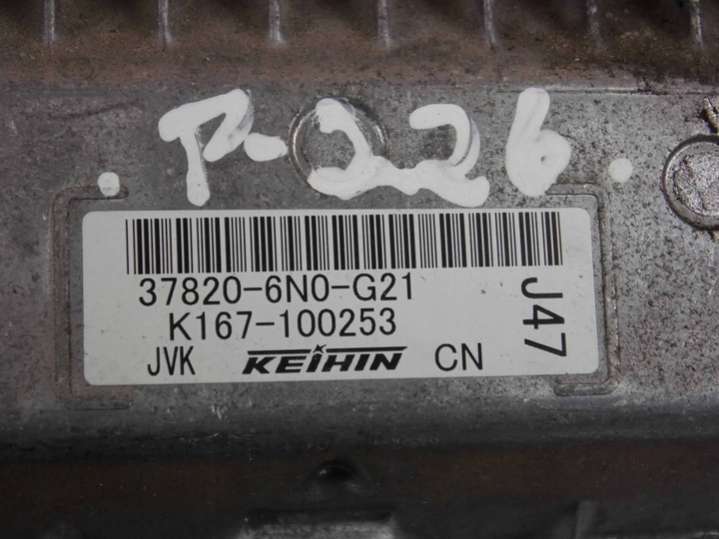 P-226.
37820-6N0-G21
K167-100253
JVK KEIHIN CN
J47